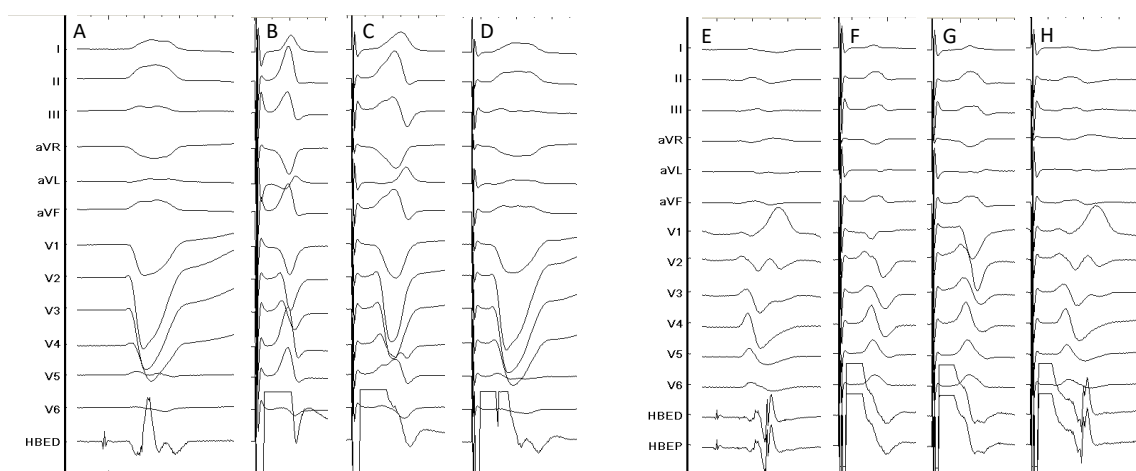 A B C D
I
II
III
aVR
aVL
aVF
V1
V2
V3
V4
V5
V6
HBED
E F G H
I
II
III
aVR
aVL
aVF
V1
V2
V3
V4
V5
V6
HBED
HBEP